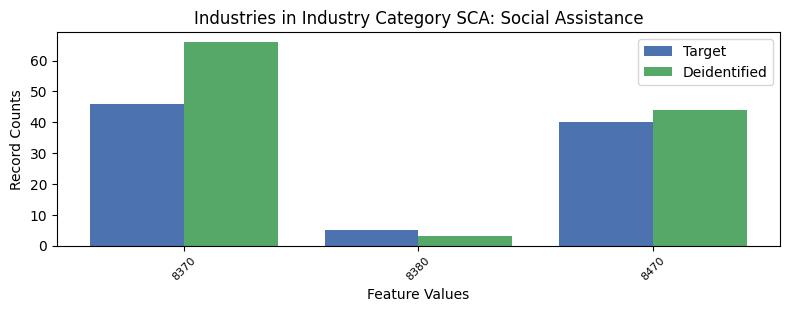 Industries in Industry Category SCA: Social Assistance
Target
Deidentified
Record Counts
60
50
40
30
20
10
0
8370
8380
8470
Feature Values